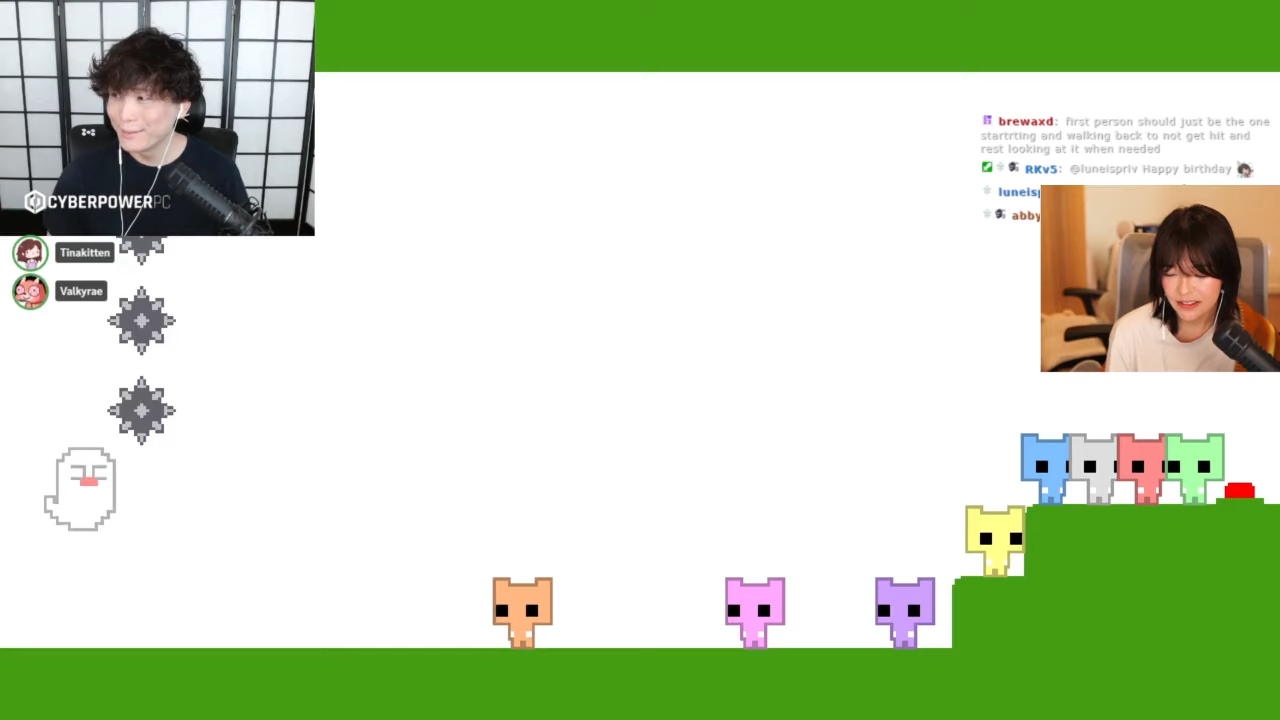 CYBERPOWERPC
Tinakitten
Valkyrae
brewaxd: first person should just be the one
startrting and walking back to not get hit and
rest looking at it when needed
RKv5: @luneispriv Happy birthday
luneisp
abby